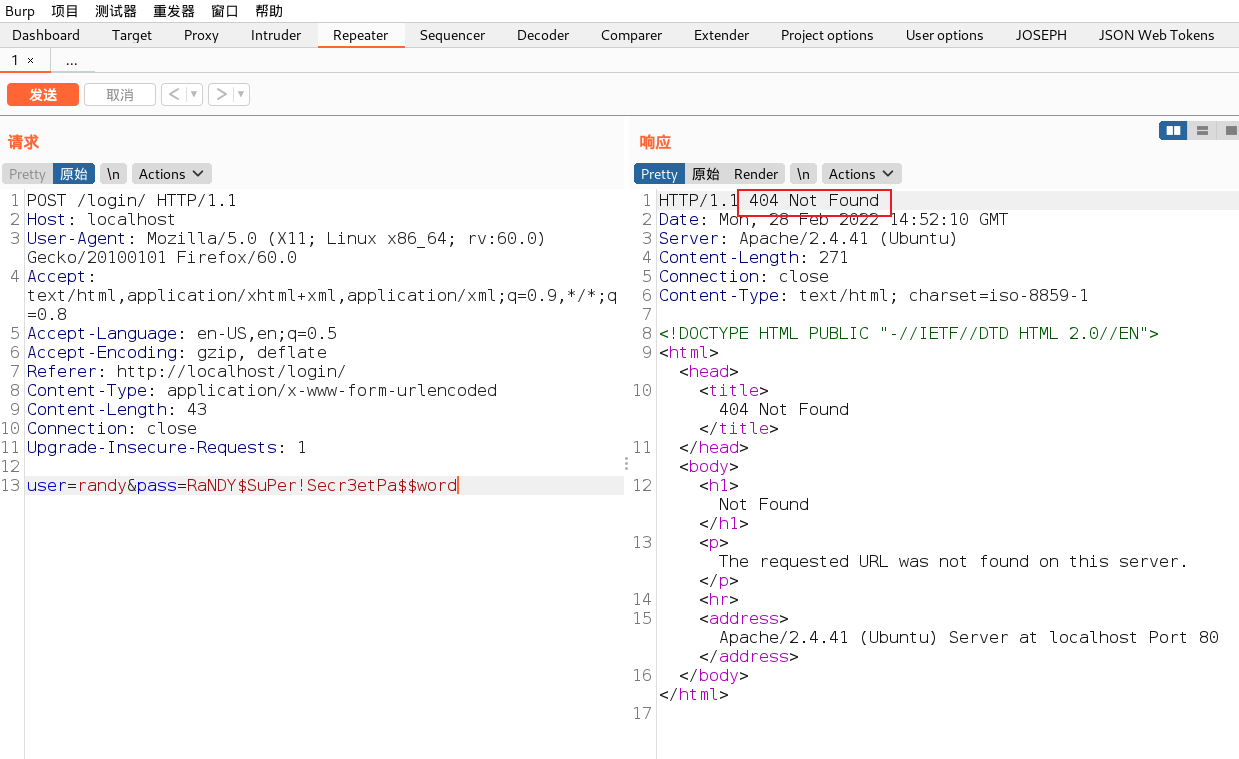 Burp 项目 测试器 重发器 窗口 帮助
Dashboard Target Proxy Intruder Repeater Sequencer Decoder Comparer Extender Project options User options JOSEPH JSON Web Tokens
1 × ...
发送 取消 < ▼ > ▼
请求
Pretty 原始 \n Actions
1 POST /login/ HTTP/1.1
2 Host: localhost
3 User-Agent: Mozilla/5.0 (X11; Linux x86_64; rv:60.0)
Gecko/20100101 Firefox/60.0
4 Accept:
text/html,application/xhtml+xml,application/xml;q=0.9,*/*;q
=0.8
5 Accept-Language: en-US,en;q=0.5
6 Accept-Encoding: gzip, deflate
7 Referer: http://localhost/login/
8 Content-Type: application/x-www-form-urlencoded
9 Content-Length: 43
10 Connection: close
11 Upgrade-Insecure-Requests: 1
12
13 user=randy&pass=RaNDY$SuPer!Secr3etPa$$word
响应
Pretty 原始 Render \n Actions
1 HTTP/1.1 404 Not Found
2 Date: Mon, 28 Feb 2022 14:52:10 GMT
3 Server: Apache/2.4.41 (Ubuntu)
4 Content-Length: 271
5 Connection: close
6 Content-Type: text/html; charset=iso-8859-1
7
8 <!DOCTYPE HTML PUBLIC "-//IETF//DTD HTML 2.0//EN">
9 <html>
<head>
10 <title>
404 Not Found
</title>
11 </head>
<body>
12 <h1>
Not Found
</h1>
13 <p>
The requested URL was not found on this server.
</p>
14 <hr>
15 <address>
Apache/2.4.41 (Ubuntu) Server at localhost Port 80
</address>
16 </body>
</html>
17